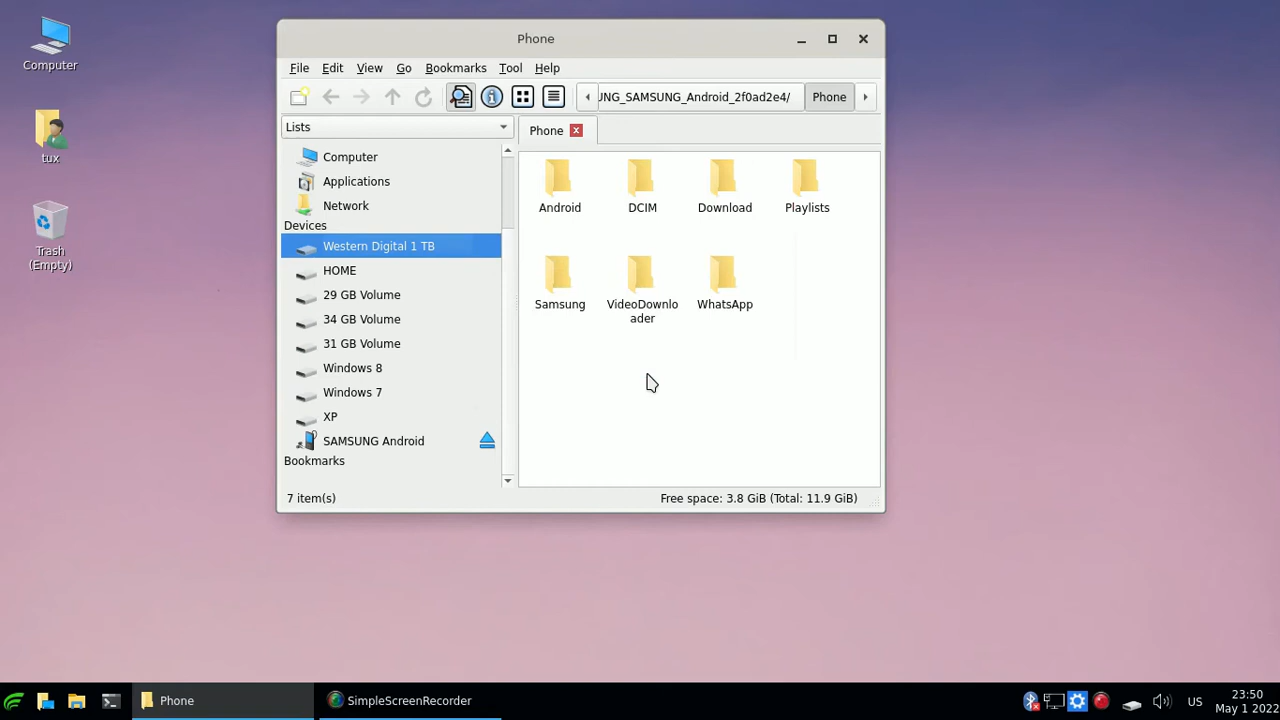 Computer
tux
Trash
(Empty)
Phone
File Edit View Go Bookmarks Tool Help
JNG_SAMSUNG_Android_2f0ad2e4/ Phone
Lists
Phone
Computer
Applications
Network
Devices
Western Digital 1 TB
HOME
29 GB Volume
34 GB Volume
31 GB Volume
Windows 8
Windows 7
XP
SAMSUNG Android
Bookmarks
Android DCIM Download Playlists
Samsung VideoDownlo WhatsApp
ader
7 item(s) Free space: 3.8 GiB (Total: 11.9 GiB)
Phone SimpleScreenRecorder US 23:50
May 1 2022